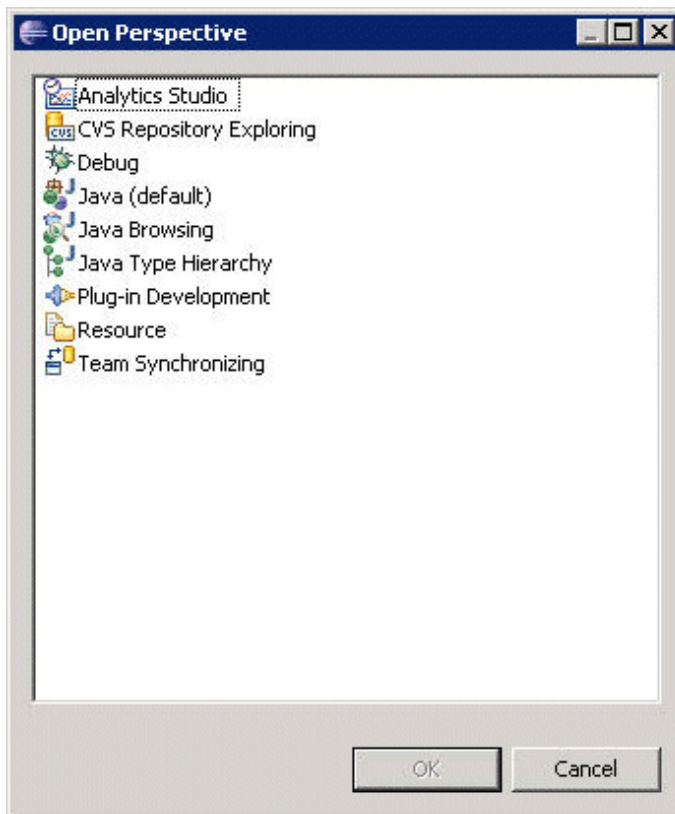 Open Perspective
Analytics Studio
CVS Repository Exploring
Debug
Java (default)
Java Browsing
Java Type Hierarchy
Plug-in Development
Resource
Team Synchronizing
OK
Cancel